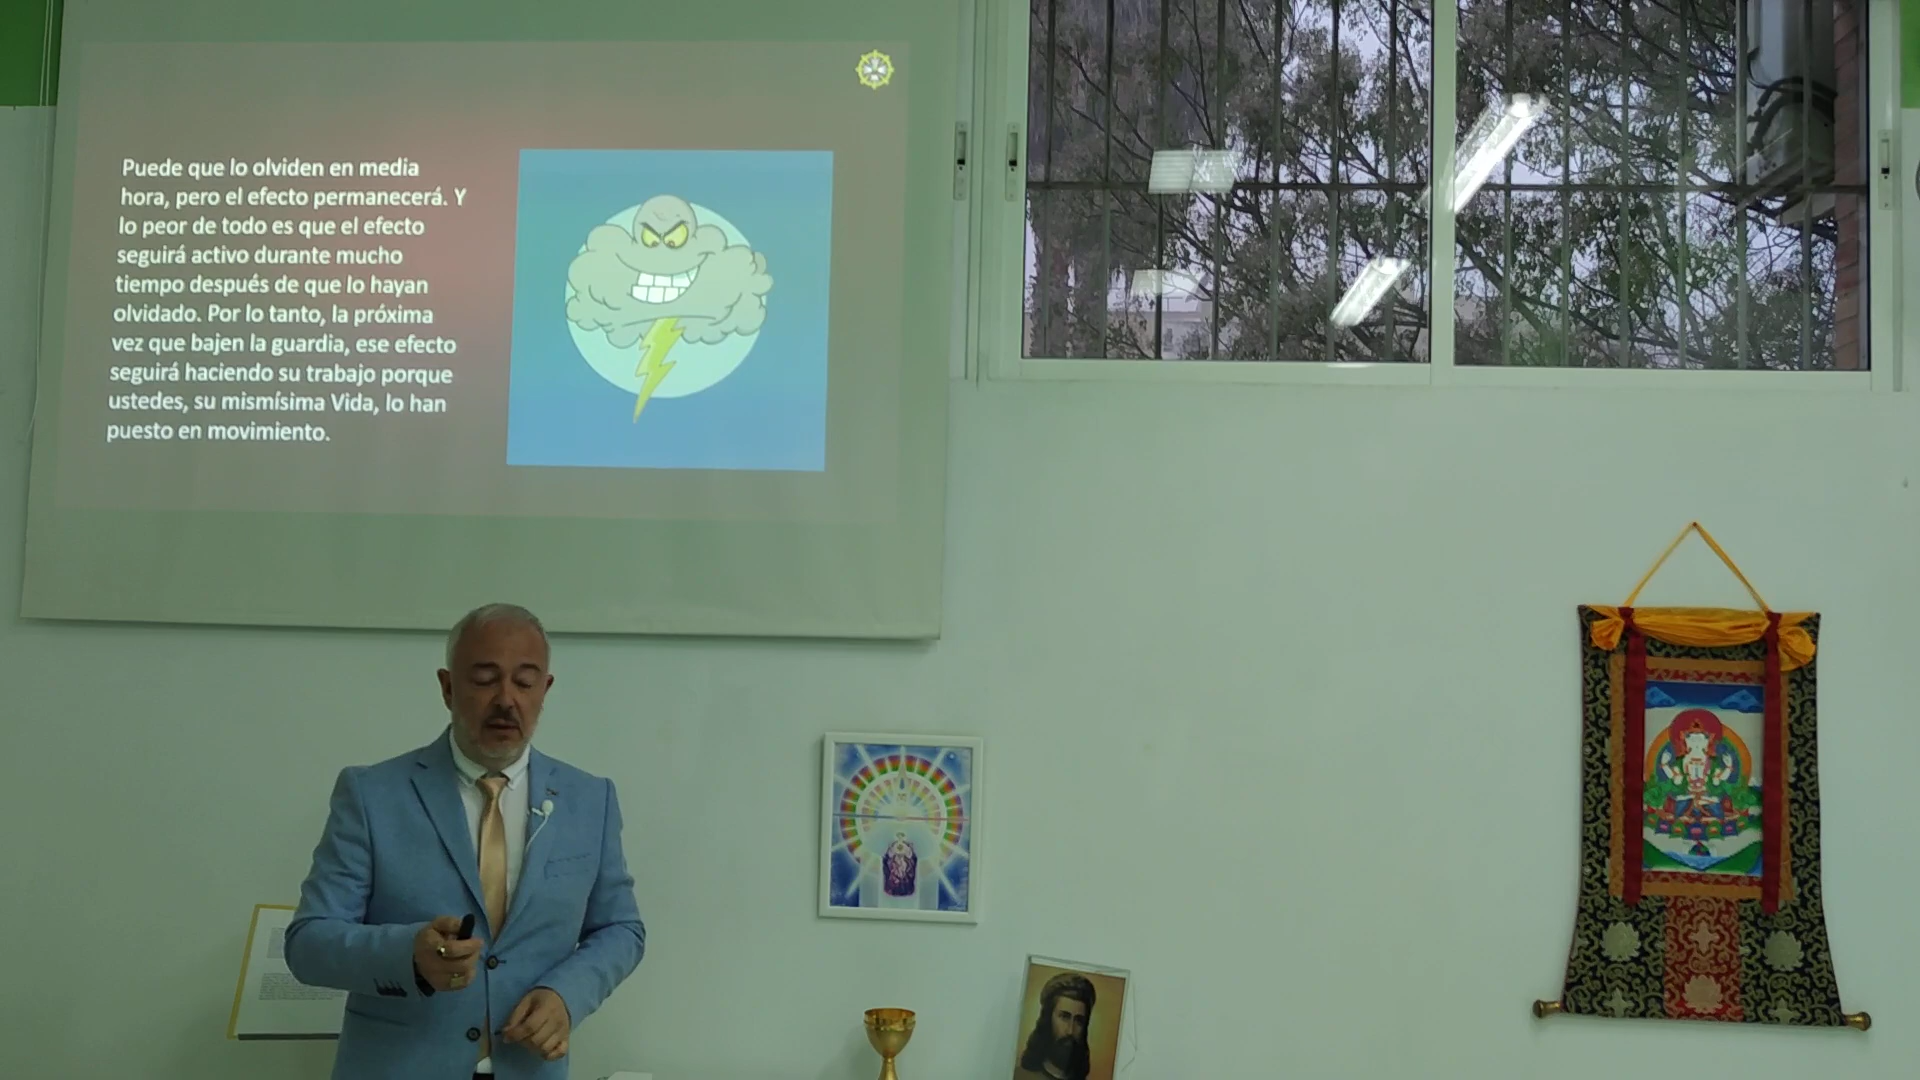 Puede que lo olviden en media
hora, pero el efecto permanecerá. Y
lo peor de todo es que el efecto
seguirá activo durante mucho
tiempo después de que lo hayan
olvidado. Por lo tanto, la próxima
vez que bajen la guardia, ese efecto
seguirá haciendo su trabajo porque
ustedes, su mismísima Vida, lo han
puesto en movimiento.